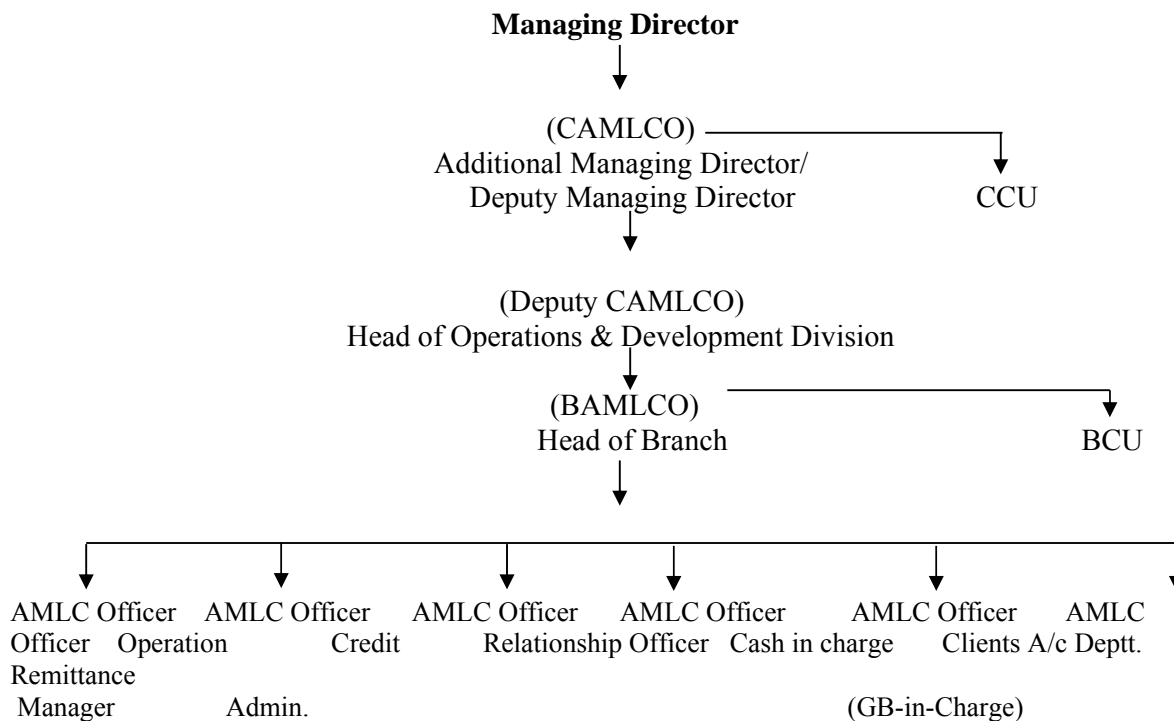 Managing Director
(CAMLCO)
Additional Managing Director/
Deputy Managing Director CCU
(Deputy CAMLCO)
Head of Operations & Development Division
(BAMLCO)
Head of Branch BCU
AMLC Officer AMLC Officer AMLC Officer AMLC Officer AMLC Officer AMLC
Officer Operation Credit Relationship Officer Cash in charge Clients A/c Deptt.
Remittance
Manager Admin. (GB-in-Charge)